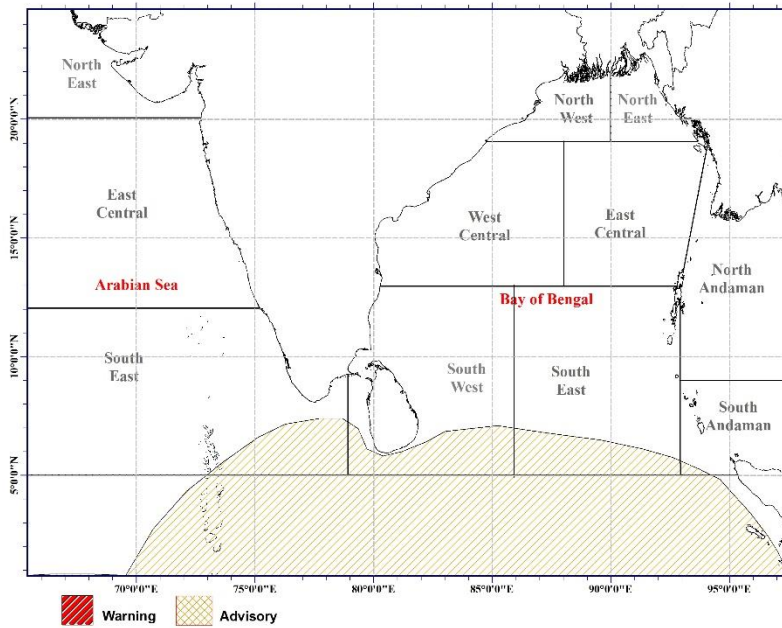 North
East
20°0'0"N
North
West
North
East
East
Central
West
Central
East
Central
15°0'0"N
North
Andaman
Arabian Sea
Bay of Bengal
10°0'0"N
South
East
South
West
South
East
South
Andaman
5°0'0"N
70°0'0"E
75°0'0"E
80°0'0"E
85°0'0"E
90°0'0"E
95°0'0"E
Warning
Advisory